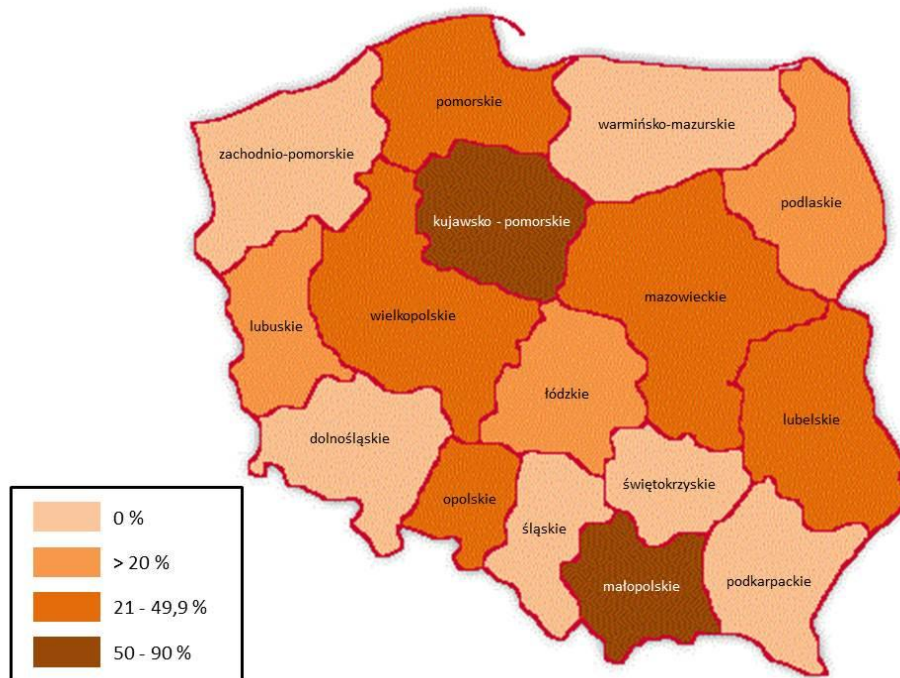 pomorskie
warmińsko-mazurskie
zachodnio-pomorskie
podlaskie
kujawsko - pomorskie
mazowieckie
wielkopolskie
lubuskie
łódzkie
lubelskie
dolnośląskie
świętokrzyskie
opolskie
śląskie
małopolskie
podkarpackie
0 %
> 20 %
21 - 49,9 %
50 - 90 %